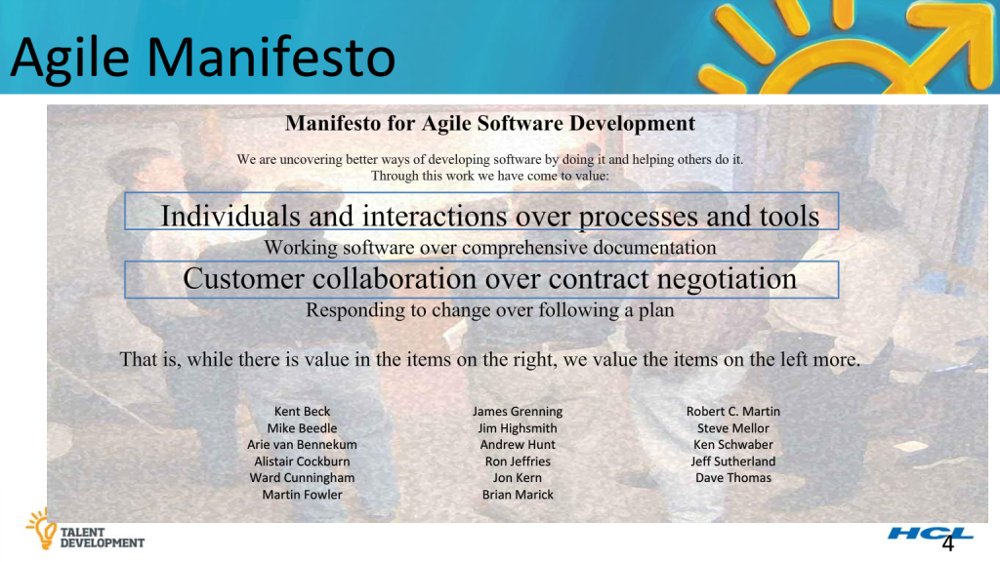 Agile Manifesto
Manifesto for Agile Software Development
We are uncovering better ways of developing software by doing it and helping others do it.
Through this work we have come to value:
Individuals and interactions over processes and tools
Working software over comprehensive documentation
Customer collaboration over contract negotiation
Responding to change over following a plan
That is, while there is value in the items on the right, we value the items on the left more.
Kent Beck
Mike Beedle
Arie van Bennekum
Alistair Cockburn
Ward Cunningham
Martin Fowler
James Grenning
Jim Highsmith
Andrew Hunt
Ron Jeffries
Jon Kern
Brian Marick
Robert C. Martin
Steve Mellor
Ken Schwaber
Jeff Sutherland
Dave Thomas
TALENT
DEVELOPMENT
HCL
4